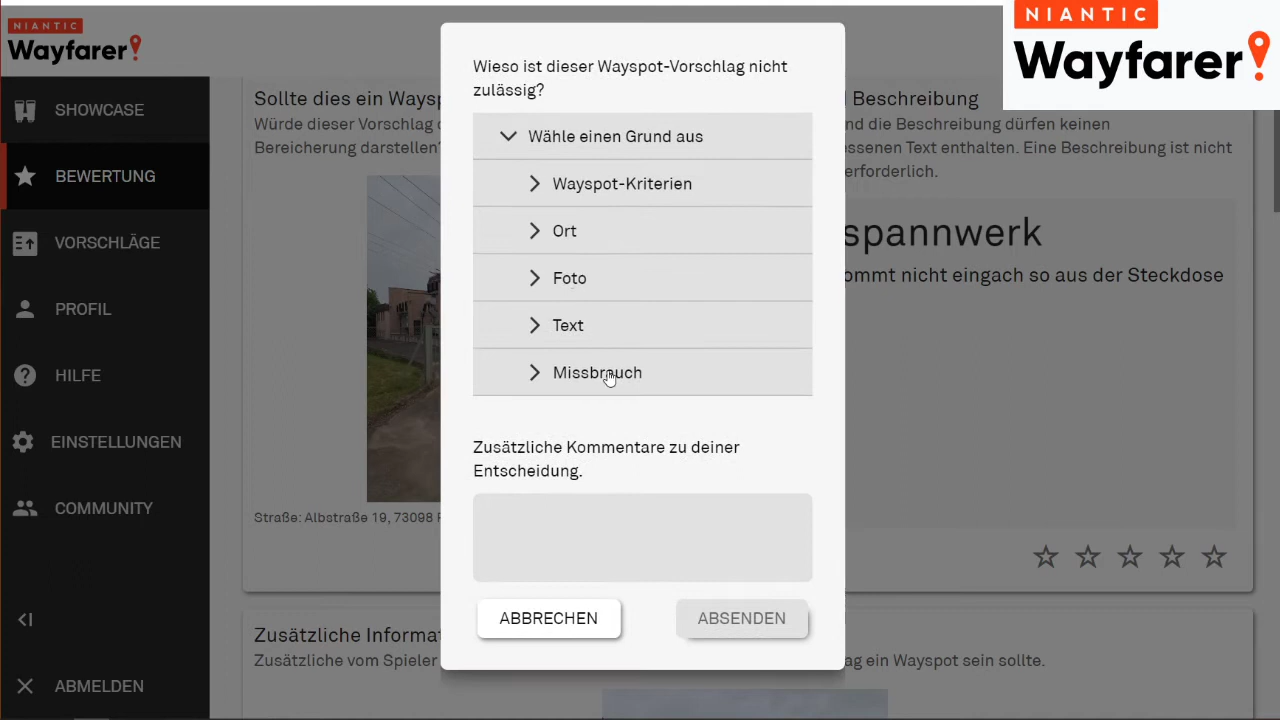 NIANTIC
Wayfarer!
SHOWCASE
BEWERTUNG
VORSCHLÄGE
PROFIL
HILFE
EINSTELLUNGEN
COMMUNITY
ABMELDEN
Sollte dies ein Waysp
Würde dieser Vorschlag
Bereicherung darstellen?
Straße: Albstraße 19, 73098
Zusätzliche Informat
Zusätzliche vom Spieler
Wieso ist dieser Wayspot-Vorschlag nicht
zulässig?
Wähle einen Grund aus
Wayspot-Kriterien
Ort
Foto
Text
Missbrauch
Zusätzliche Kommentare zu deiner
Entscheidung.
ABBRECHEN
ABSENDEN
NIANTIC
Wayfarer!
Beschreibung
nd die Beschreibung dürfen keinen
essenen Text enthalten. Eine Beschreibung ist nicht
erforderlich.
spannwerk
ommt nicht eingach so aus der Steckdose
ag ein Wayspot sein sollte.